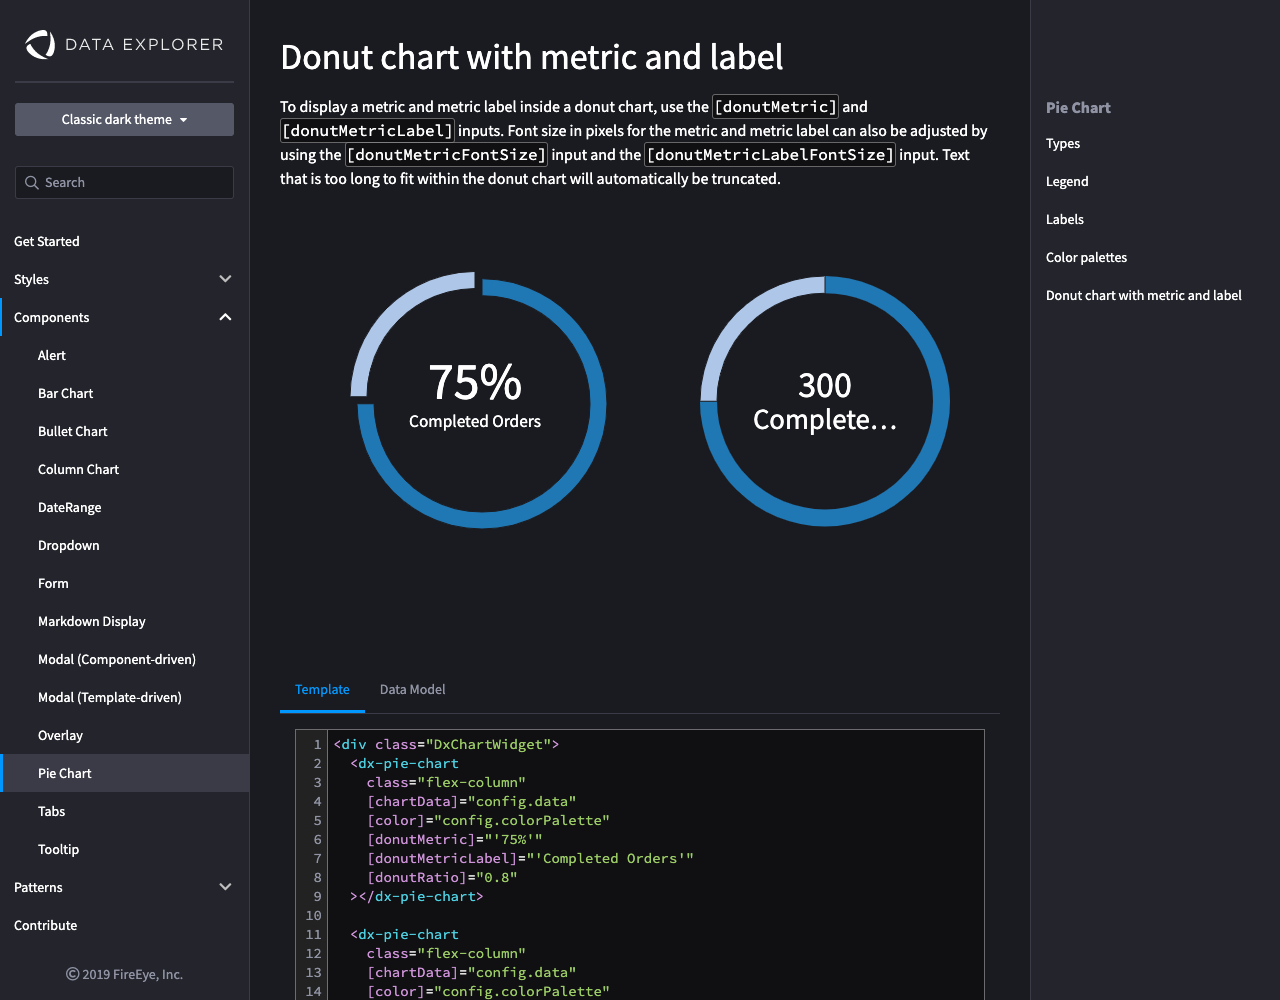 DATA EXPLORER
Classic dark theme
Search
Get Started
Styles
Components
Alert
Bar Chart
Bullet Chart
Column Chart
DateRange
Dropdown
Form
Markdown Display
Modal (Component-driven)
Modal (Template-driven)
Overlay
Pie Chart
Tabs
Tooltip
Patterns
Contribute
© 2019 FireEye, Inc.
Donut chart with metric and label
To display a metric and metric label inside a donut chart, use the [donutMetric] and
[donutMetricLabel] inputs. Font size in pixels for the metric and metric label can also be adjusted by
using the [donutMetricFontSize] input and the [donutMetricLabelFontSize] input. Text
that is too long to fit within the donut chart will automatically be truncated.
75%
Completed Orders
300
Complete…
Template Data Model
1 <div class="DxChartWidget">
2 <dx-pie-chart
3 class="flex-column"
4 [chartData]="config.data"
5 [color]="config.colorPalette"
6 [donutMetric]="'75%'"
7 [donutMetricLabel]="'Completed Orders'"
8 [donutRatio]="0.8"
9 ></dx-pie-chart>
10
11 <dx-pie-chart
12 class="flex-column"
13 [chartData]="config.data"
14 [color]="config.colorPalette"
Pie Chart
Types
Legend
Labels
Color palettes
Donut chart with metric and label